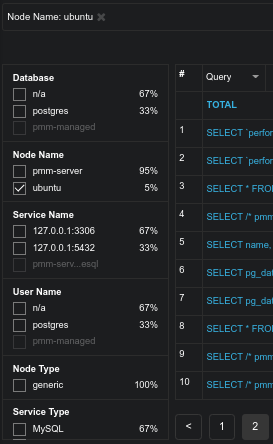 Node Name: ubuntu
Database
n/a 67%
postgres 33%
pmm-managed
Node Name
pmm-server 95%
ubuntu 5%
Service Name
127.0.0.1:3306 67%
127.0.0.1:5432 33%
pmm-serv...esql
User Name
n/a 67%
postgres 33%
pmm-managed
Node Type
generic 100%
Service Type
MySQL 67%
# Query
TOTAL
1 SELECT `perfor
2 SELECT `perfor
3 SELECT * FRO
4 SELECT /* pmm
5 SELECT name,
6 SELECT pg_dat
7 SELECT pg_dat
8 SELECT * FRO
9 SELECT /* pmm
10 SELECT /* pmm
< 1 2